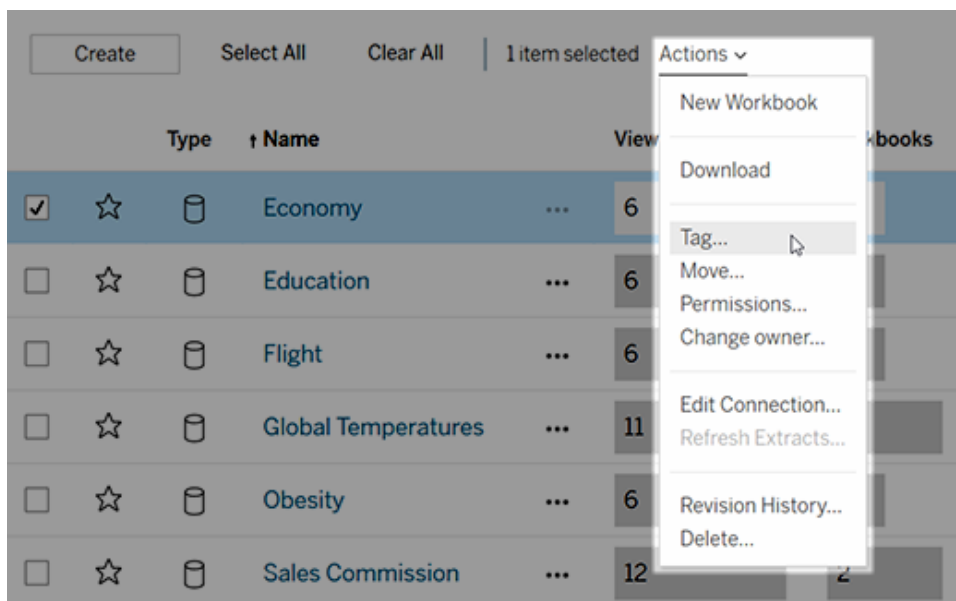 Create Select All Clear All 1 item selected Actions
Type Name View kbooks
Economy ... 6
Education ... 6
Flight ... 6
Global Temperatures ... 11
Obesity ... 6
Sales Commission ... 12 2
New Workbook
Download
Tag...
Move...
Permissions...
Change owner...
Edit Connection...
Refresh Extracts...
Revision History...
Delete...